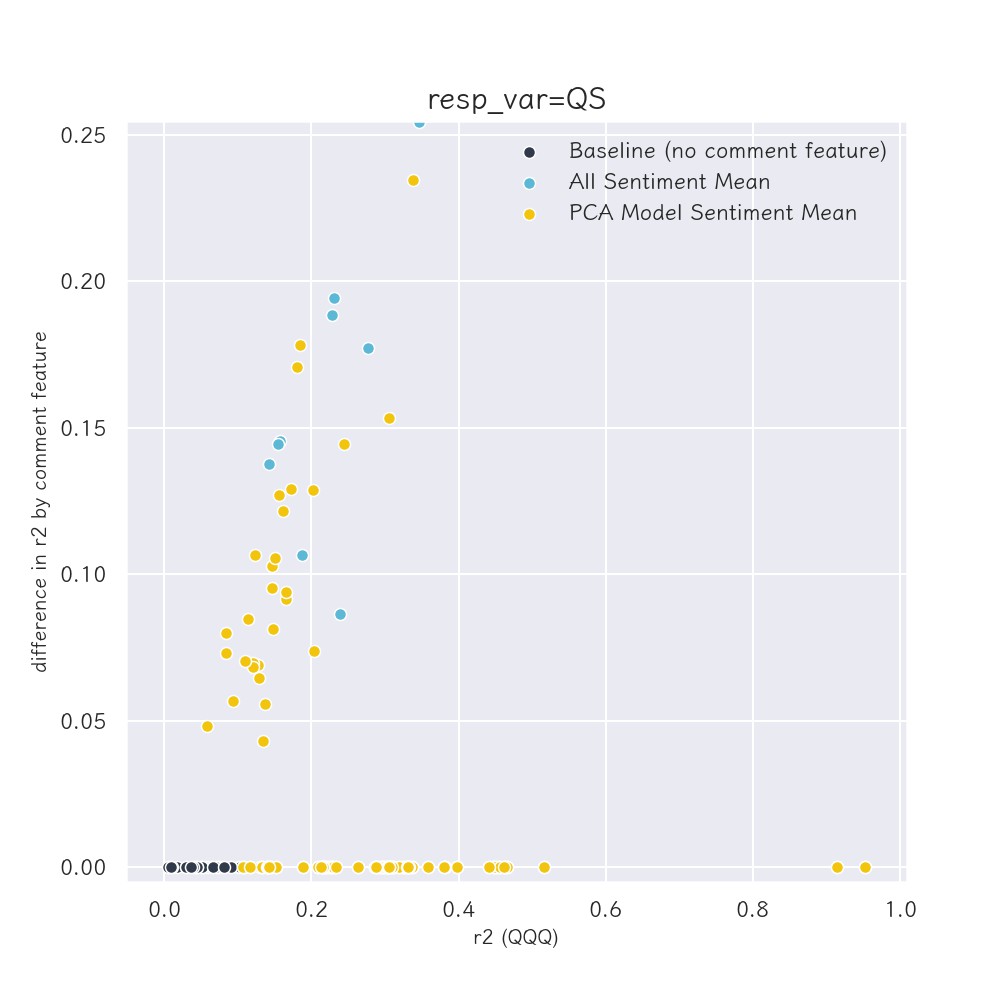 resp_var=QS
Baseline (no comment feature)
All Sentiment Mean
PCA Model Sentiment Mean
difference in r2 by comment feature
0.25
0.20
0.15
0.10
0.05
0.00
0.0 0.2 0.4 0.6 0.8 1.0
r2 (QQQ)